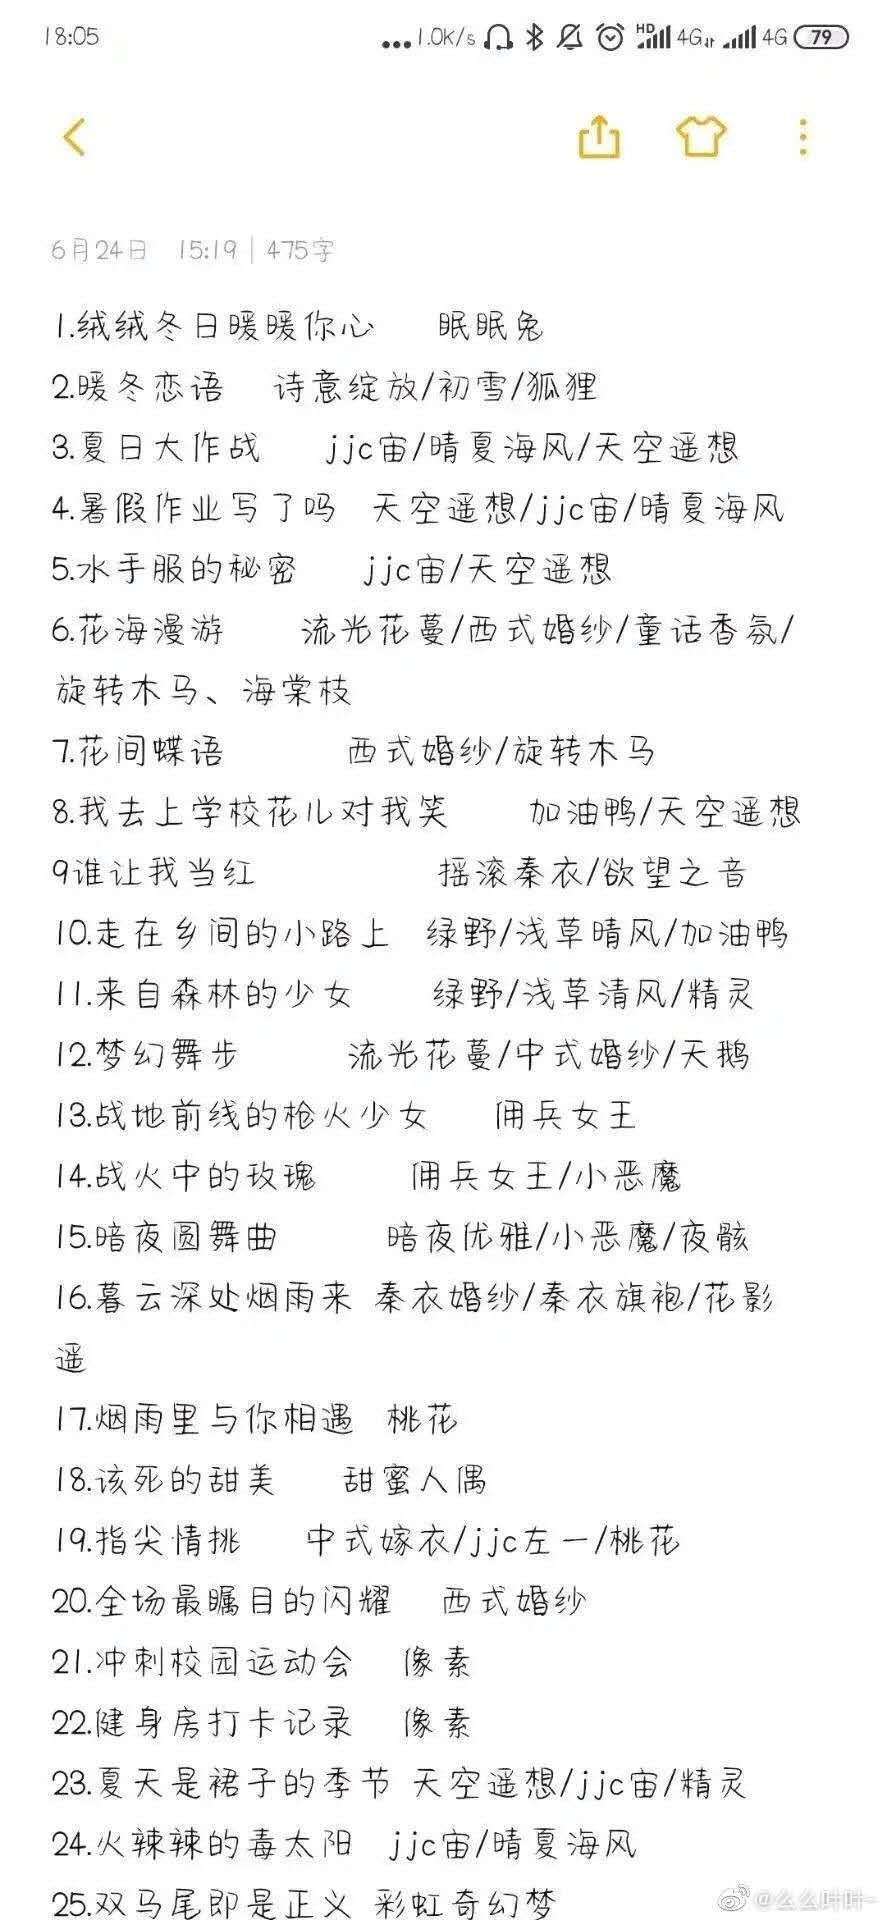 18:05 ...1.0K/s HD 4G 4G 79
6月24日 15:19 | 475字
1.绒绒冬日暖暖你心 眠眠兔
2.暖冬恋语 诗意绽放/初雪/狐狸
3.夏日大作战 jjc宙/晴夏海风/天空遥想
4.暑假作业写了吗 天空遥想/jjc宙/晴夏海风
5.水手服的秘密 jjc宙/天空遥想
6.花海漫游 流光花蔓/西式婚纱/童话香氛/
旋转木马、海棠枝
7.花间蝶语 西式婚纱/旋转木马
8.我去上学校花儿对我笑 加油鸭/天空遥想
9谁让我当红 摇滚秦衣/欲望之音
10.走在乡间的小路上 绿野/浅草晴风/加油鸭
11.来自森林的少女 绿野/浅草清风/精灵
12.梦幻舞步 流光花蔓/中式婚纱/天鹅
13.战地前线的枪火少女 佣兵女王
14.战火中的玫瑰 佣兵女王/小恶魔
15.暗夜圆舞曲 暗夜优雅/小恶魔/夜骸
16.暮云深处烟雨来 秦衣婚纱/秦衣旗袍/花影
遥
17.烟雨里与你相遇 桃花
18.该死的甜美 甜蜜人偶
19.指尖情挑 中式嫁衣/jjc左一/桃花
20.全场最瞩目的闪耀 西式婚纱
21.冲刺校园运动会 像素
22.健身房打卡记录 像素
23.夏天是裙子的季节 天空遥想/jjc宙/精灵
24.火辣辣的毒太阳 jjc宙/晴夏海风
25.双马尾即是正义 彩虹奇幻梦
@么么叶叶-